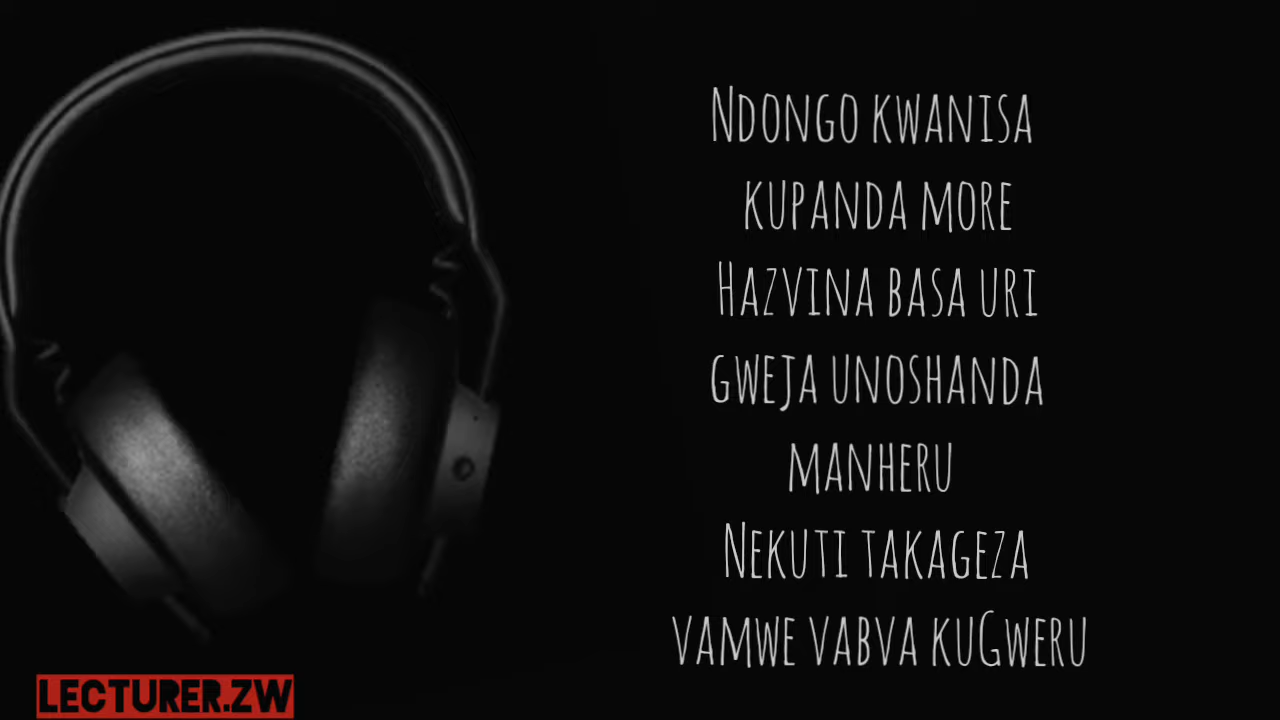 Ndongo kwanisa
kupanda more
Hazvina basa uri
gweja unoshanda
manheru
Nekuti takageza
vamwe vabva kuGweru
LECTURER.ZW